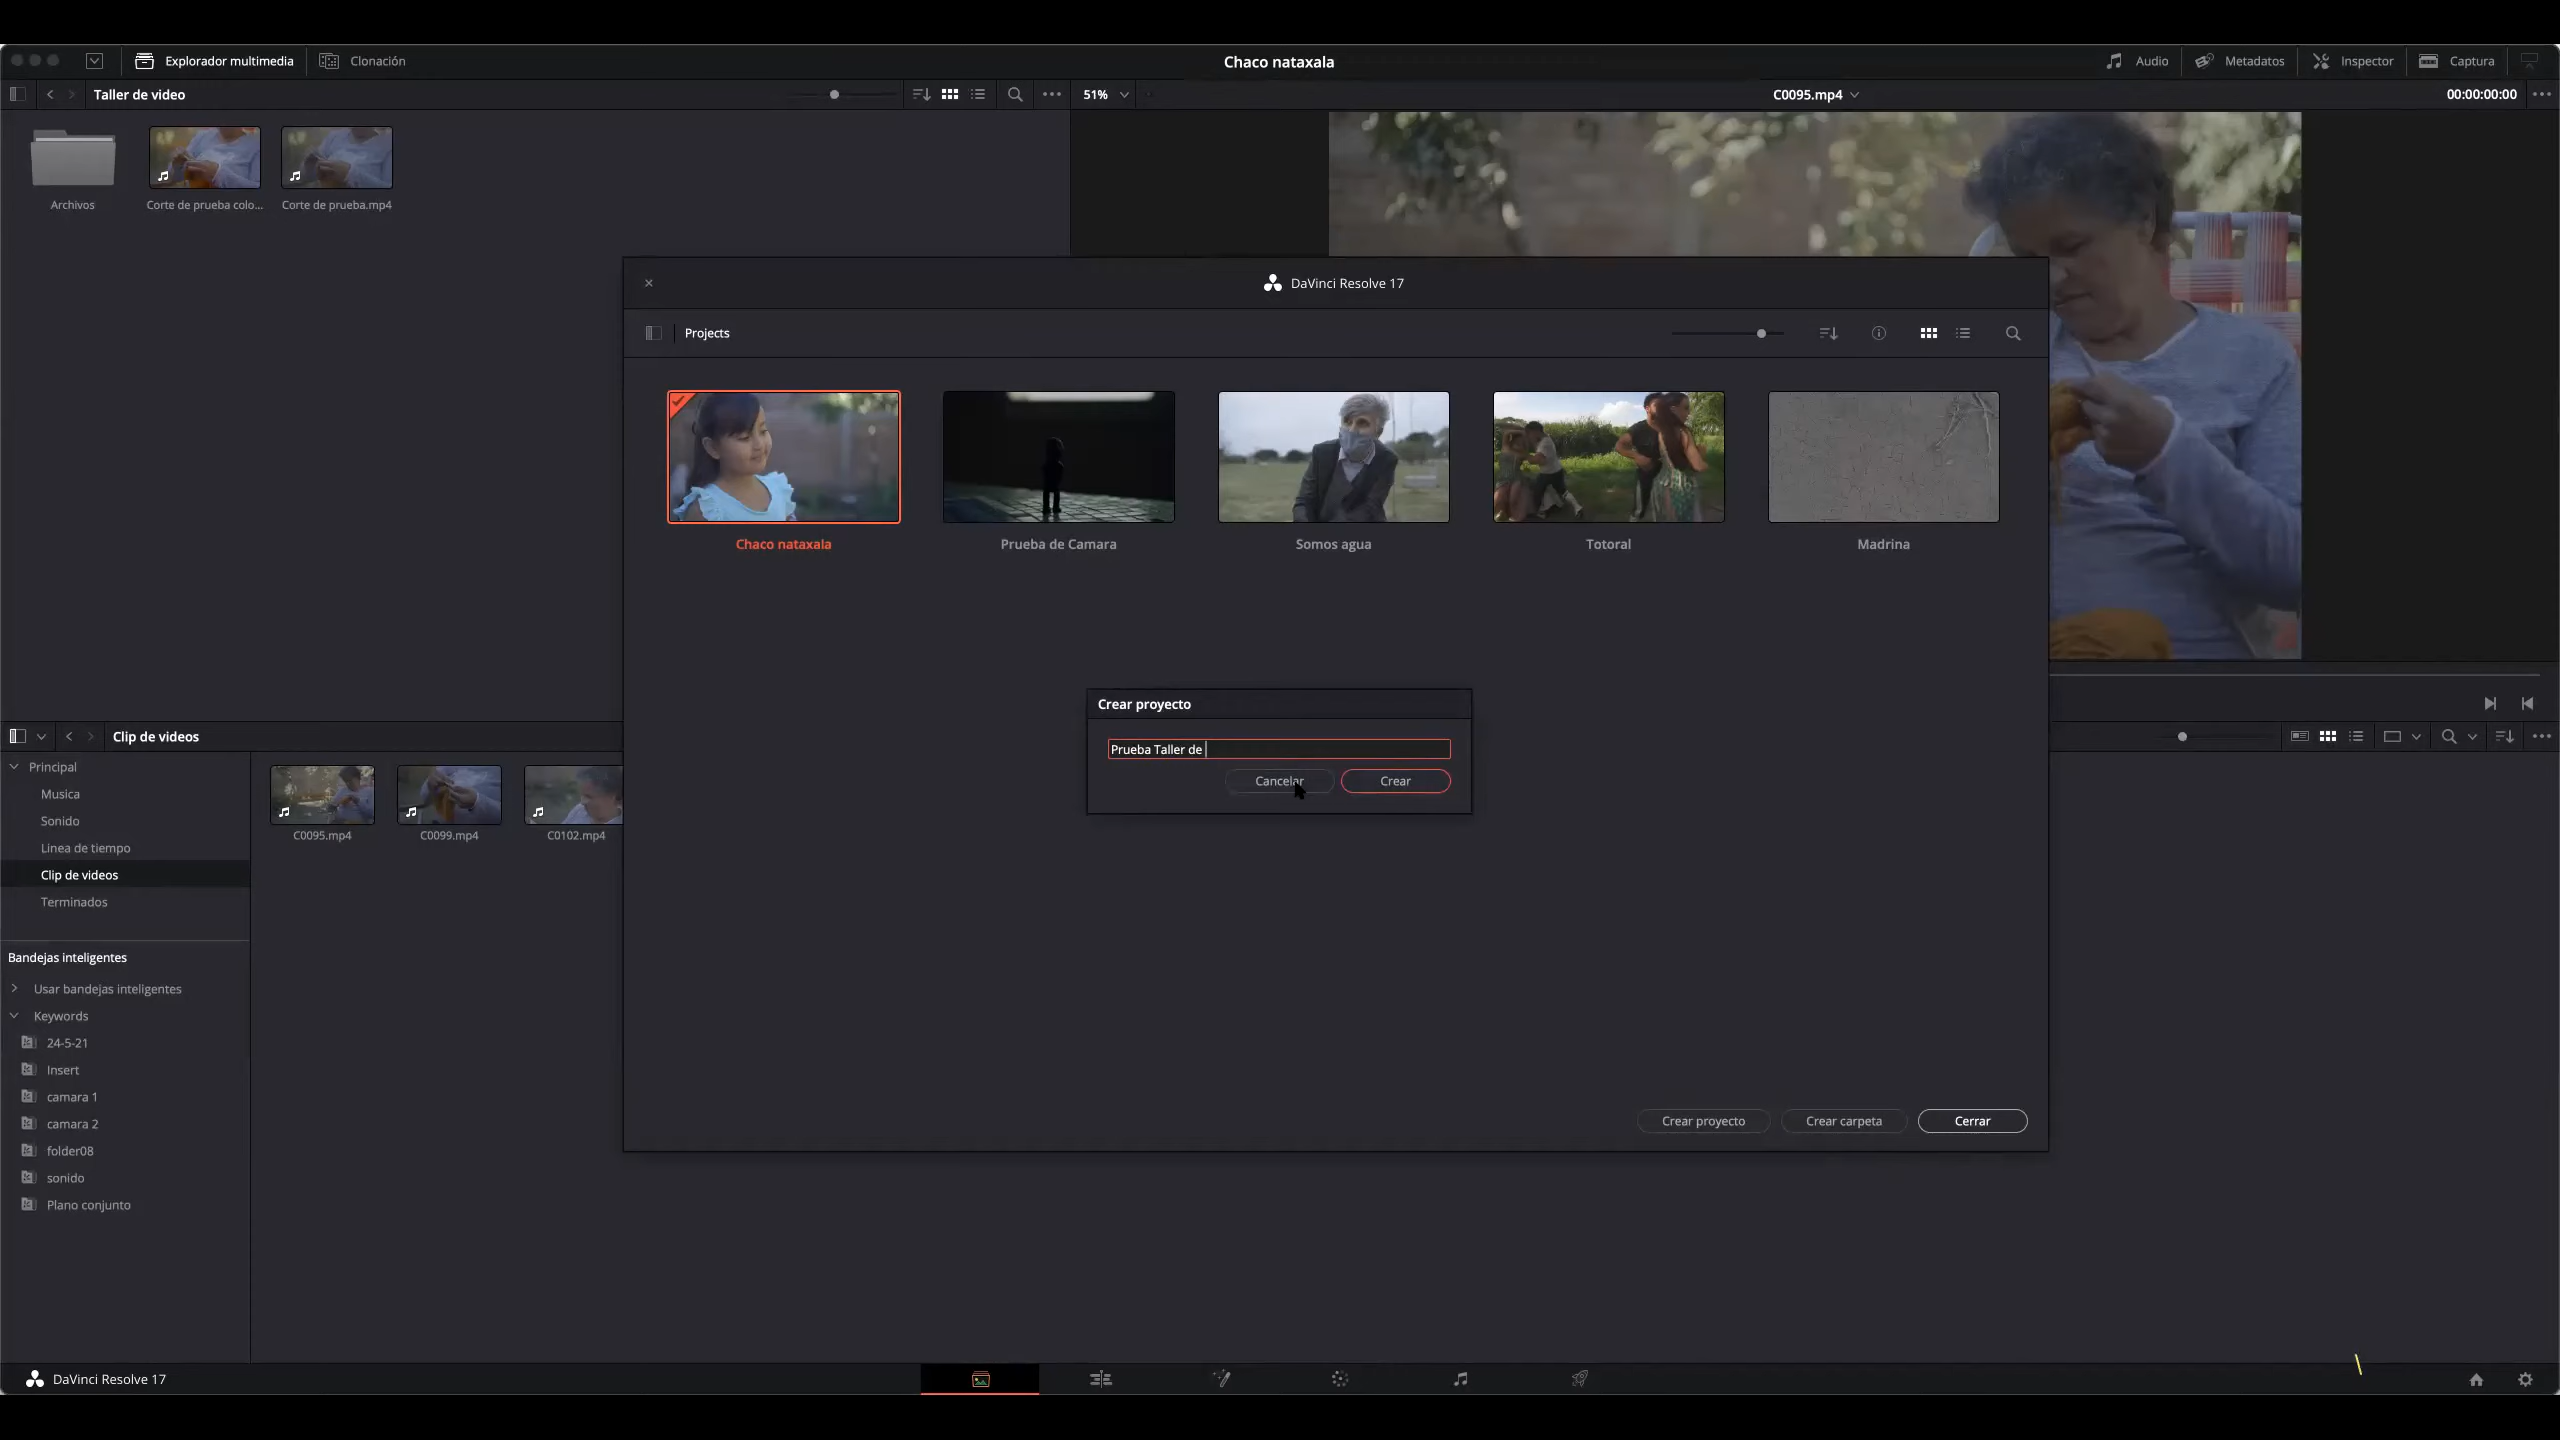 Explorador multimedia
Clonación
Chaco nataxala
Audio
Metadatos
Inspector
Captura
Taller de video
51%
C0095.mp4
00:00:00:00
Archivos
Corte de prueba colo...
Corte de prueba.mp4
DaVinci Resolve 17
Projects
Chaco nataxala
Prueba de Camara
Somos agua
Totoral
Madrina
Crear proyecto
Prueba Taller de
Cancelar
Crear
Crear proyecto
Crear carpeta
Cerrar
Clip de videos
Principal
Musica
Sonido
Linea de tiempo
Clip de videos
Terminados
C0095.mp4
C0099.mp4
C0102.mp4
Bandejas inteligentes
Usar bandejas inteligentes
Keywords
24-5-21
Insert
camara 1
camara 2
folder08
sonido
Plano conjunto
DaVinci Resolve 17